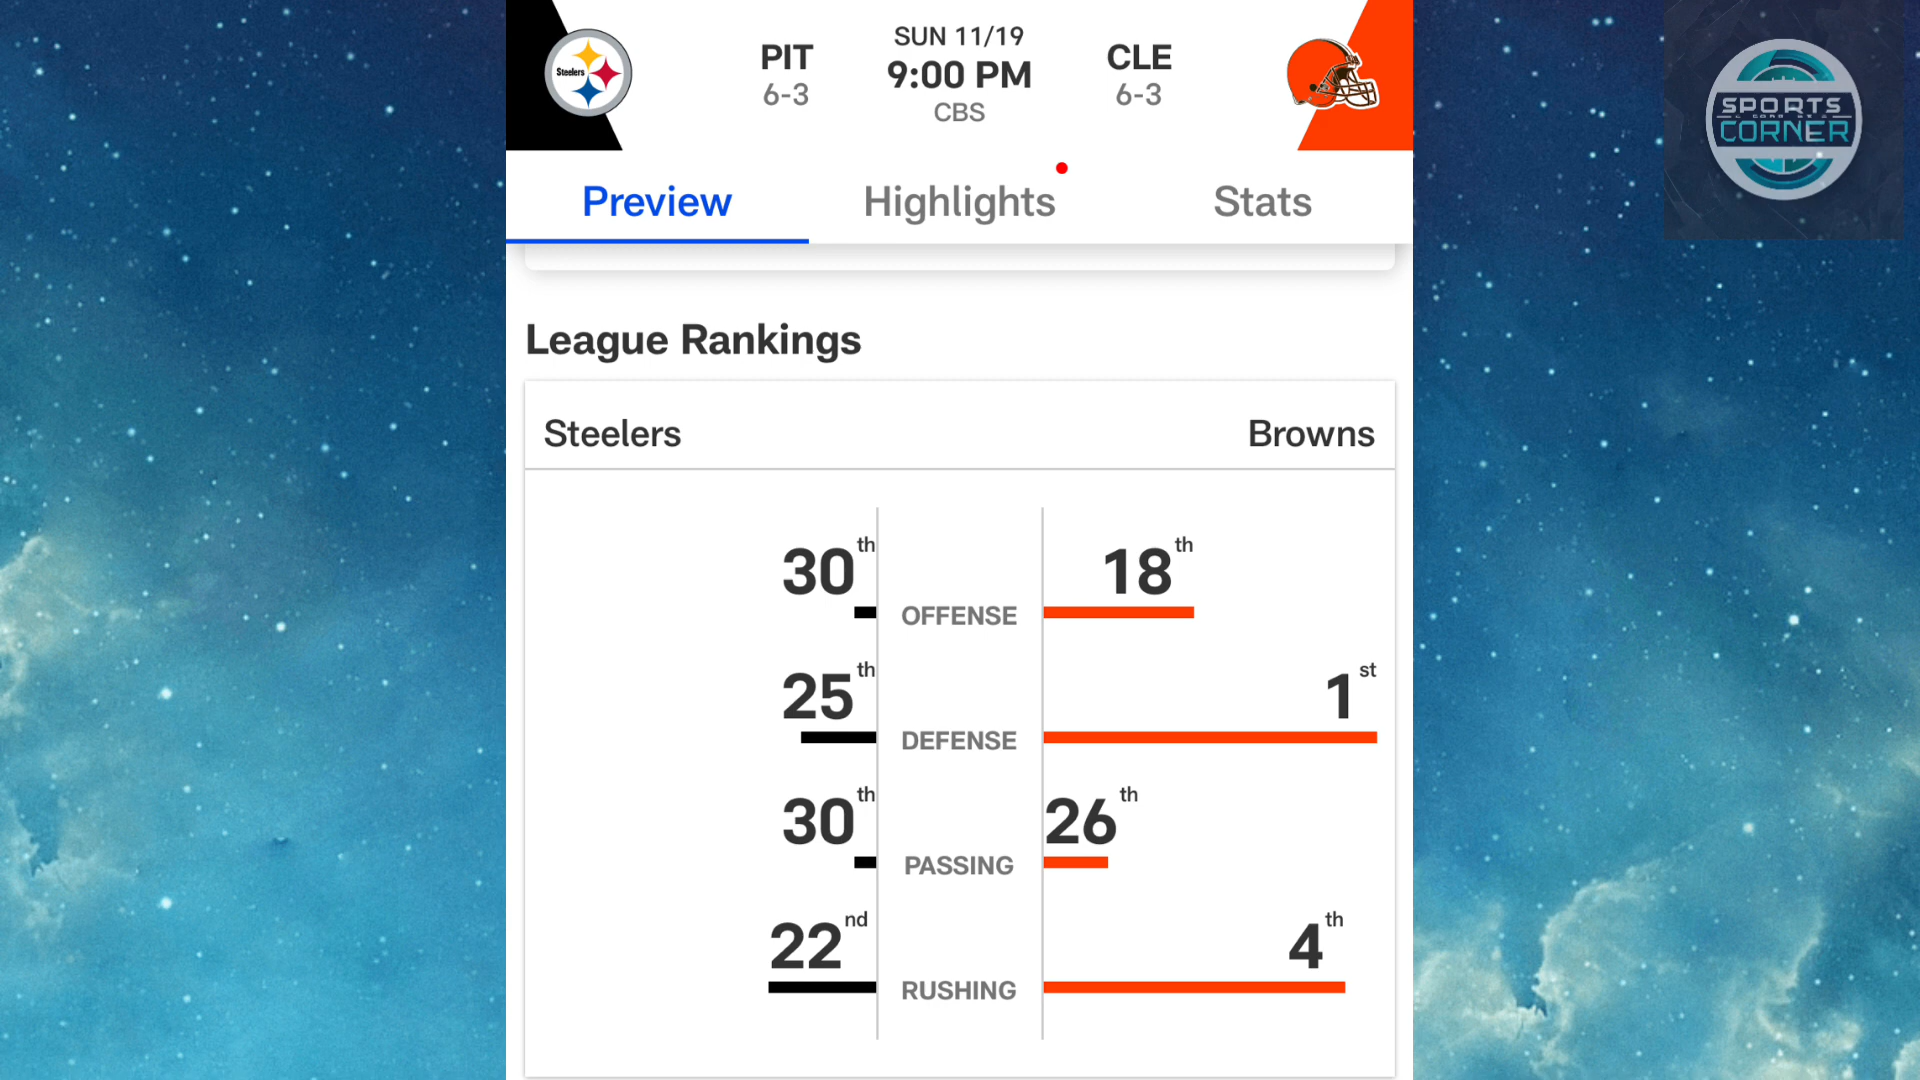 Steelers
PIT
6-3
SUN 11/19
9:00 PM
CBS
CLE
6-3
SPORTS
CORNER
Preview
Highlights
Stats
League Rankings
Steelers
Browns
30th
OFFENSE
18th
25th
DEFENSE
1st
30th
PASSING
26th
22nd
RUSHING
4th